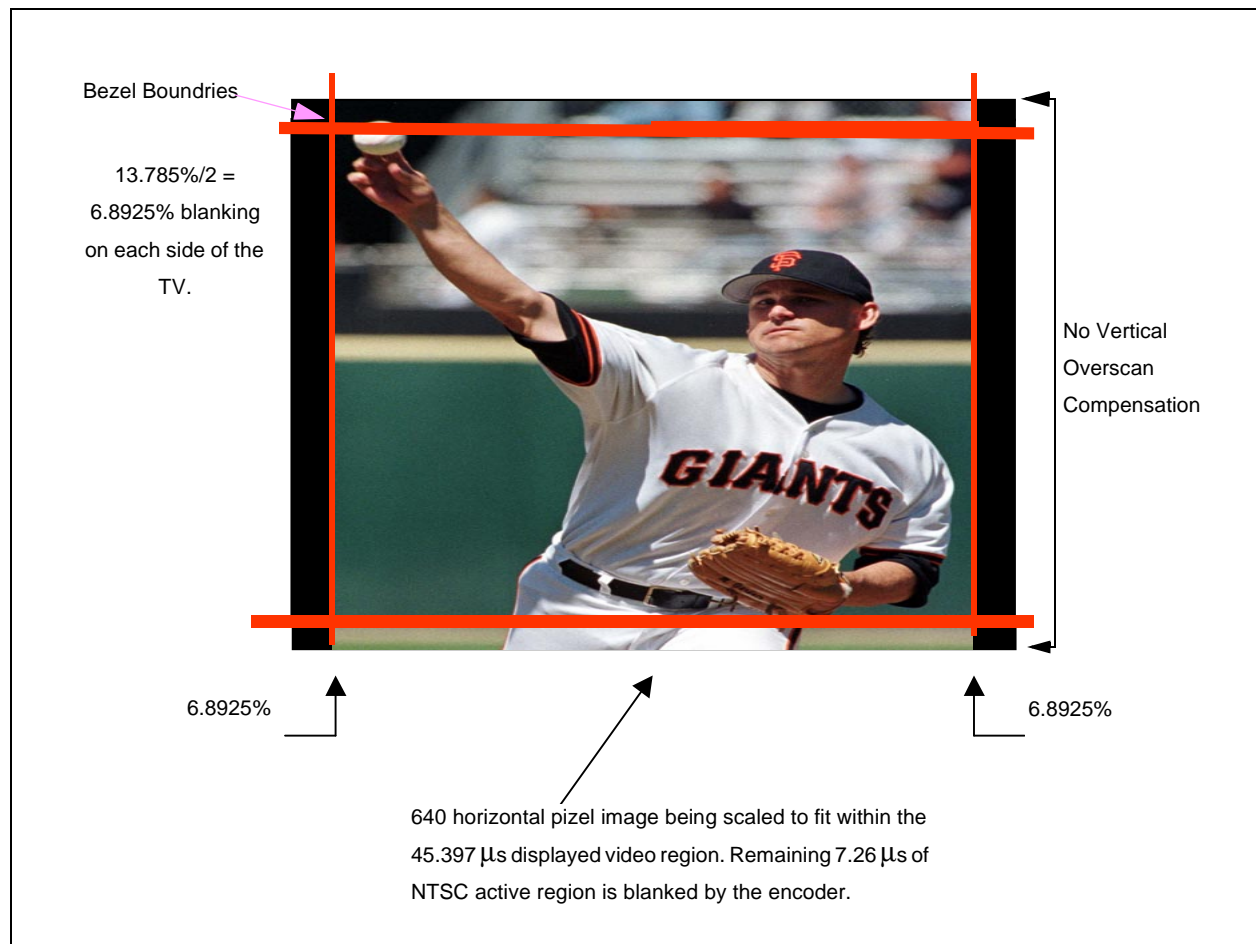 Bezel Boundries
13.785%/2 =
6.8925% blanking
on each side of the
TV.
SF
GIANTS
No Vertical
Overscan
Compensation
6.8925%
6.8925%
640 horizontal pizel image being scaled to fit within the
45.397 µs displayed video region. Remaining 7.26 µs of
NTSC active region is blanked by the encoder.